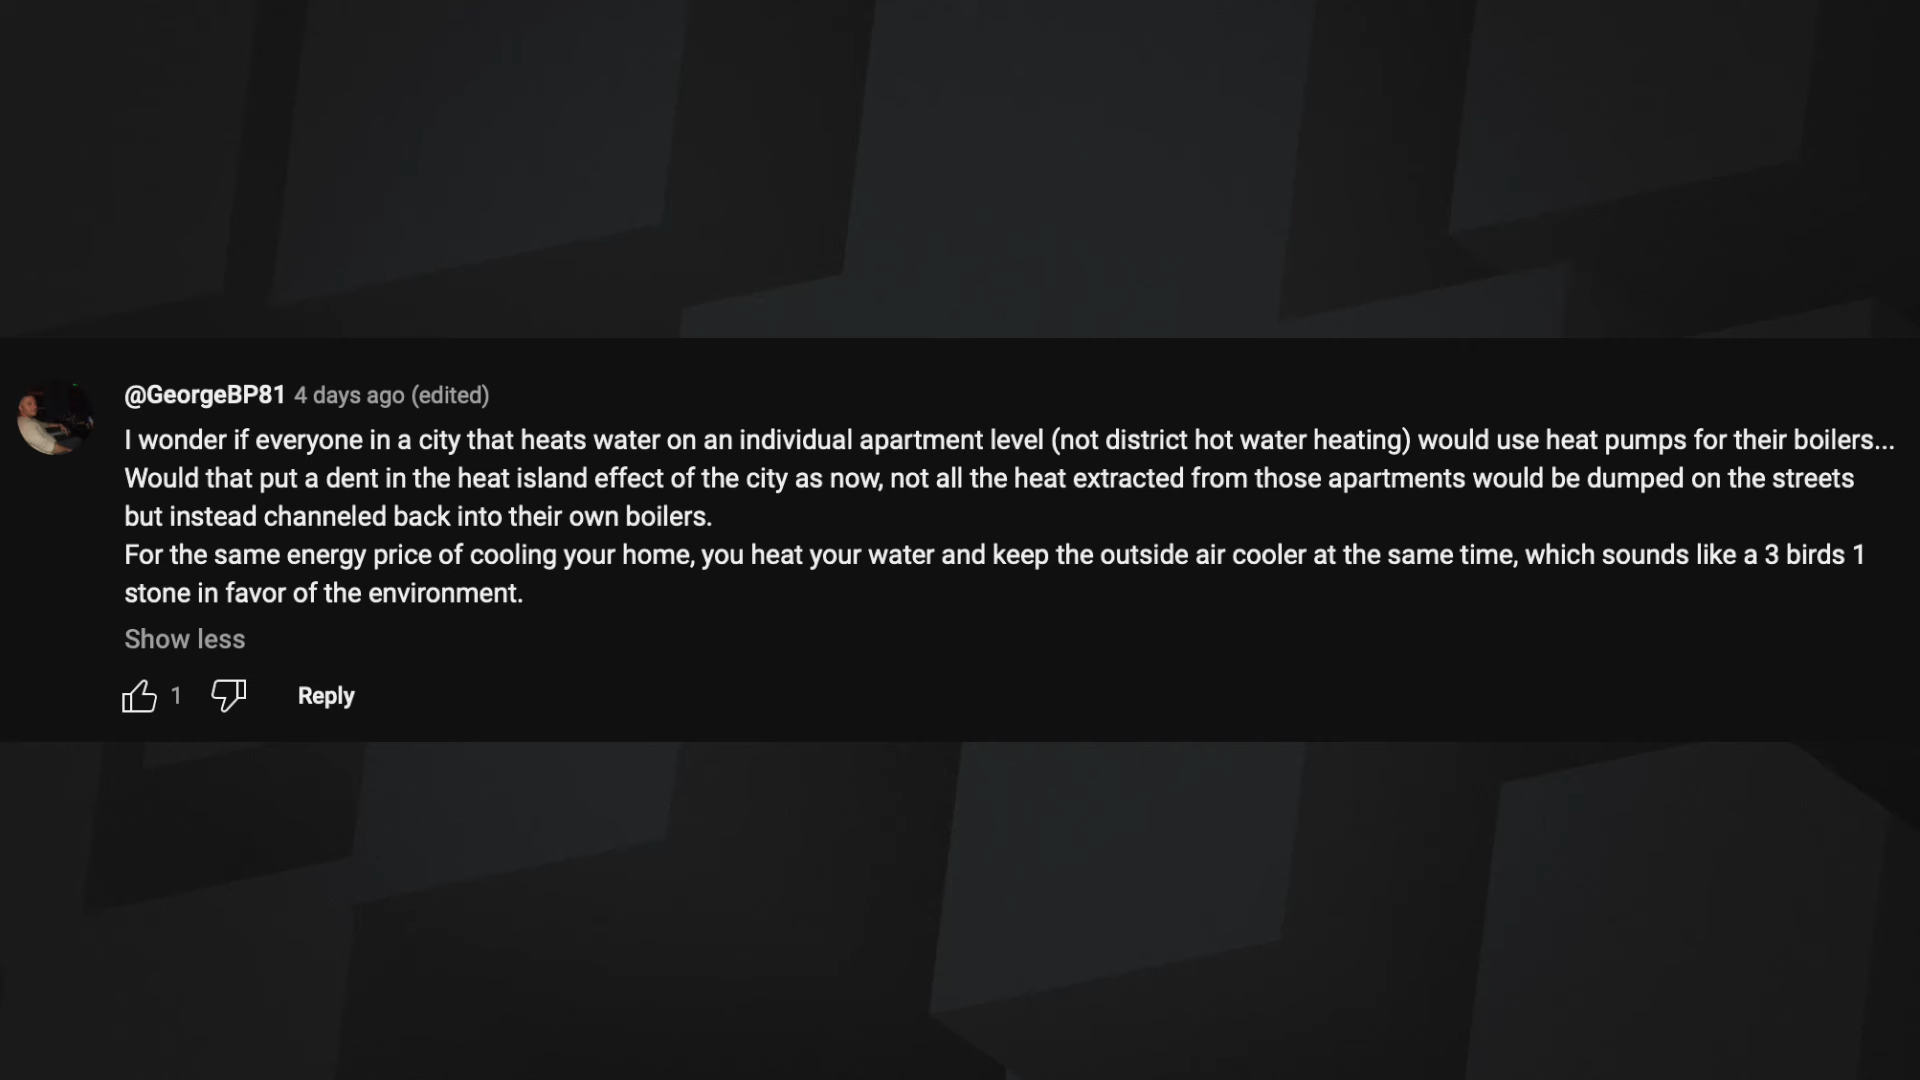 @GeorgeBP81 4 days ago (edited)
I wonder if everyone in a city that heats water on an individual apartment level (not district hot water heating) would use heat pumps for their boilers...
Would that put a dent in the heat island effect of the city as now, not all the heat extracted from those apartments would be dumped on the streets
but instead channeled back into their own boilers.
For the same energy price of cooling your home, you heat your water and keep the outside air cooler at the same time, which sounds like a 3 birds 1
stone in favor of the environment.
Show less
1 Reply